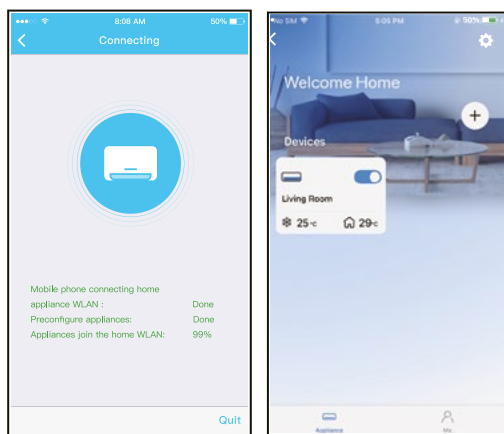 8:08 AM
50%
Connecting
Mobile phone connecting home
appliance WLAN : Done
Preconfigure appliances: Done
Appliances join the home WLAN: 99%
Quit
No SIM
5:05 PM
50%
Welcome Home
+
Devices
Living Room
25℃ 29℃
Appliance
Me